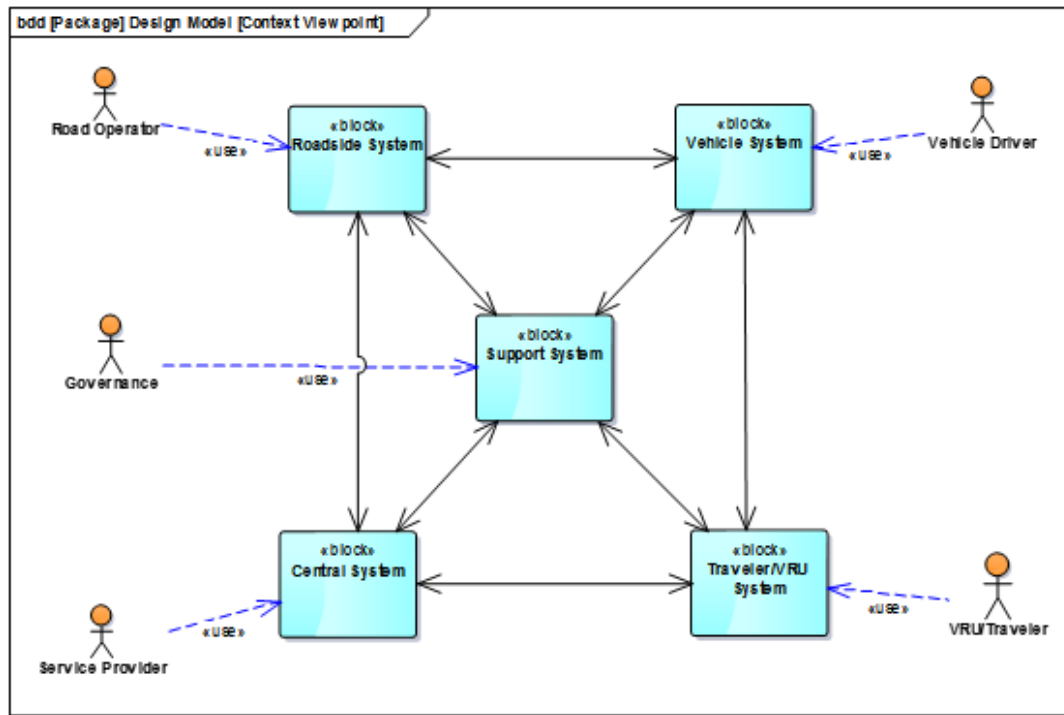 bdd [Package] Design Model [Context Viewpoint]
Road Operator
«use»
«block»
Roadside System
«block»
Vehicle System
«use»
Vehicle Driver
Governance
«use»
«block»
Support System
«block»
Central System
«block»
Traveler/VRU
System
«use»
Service Provider
«use»
VRU/Traveler